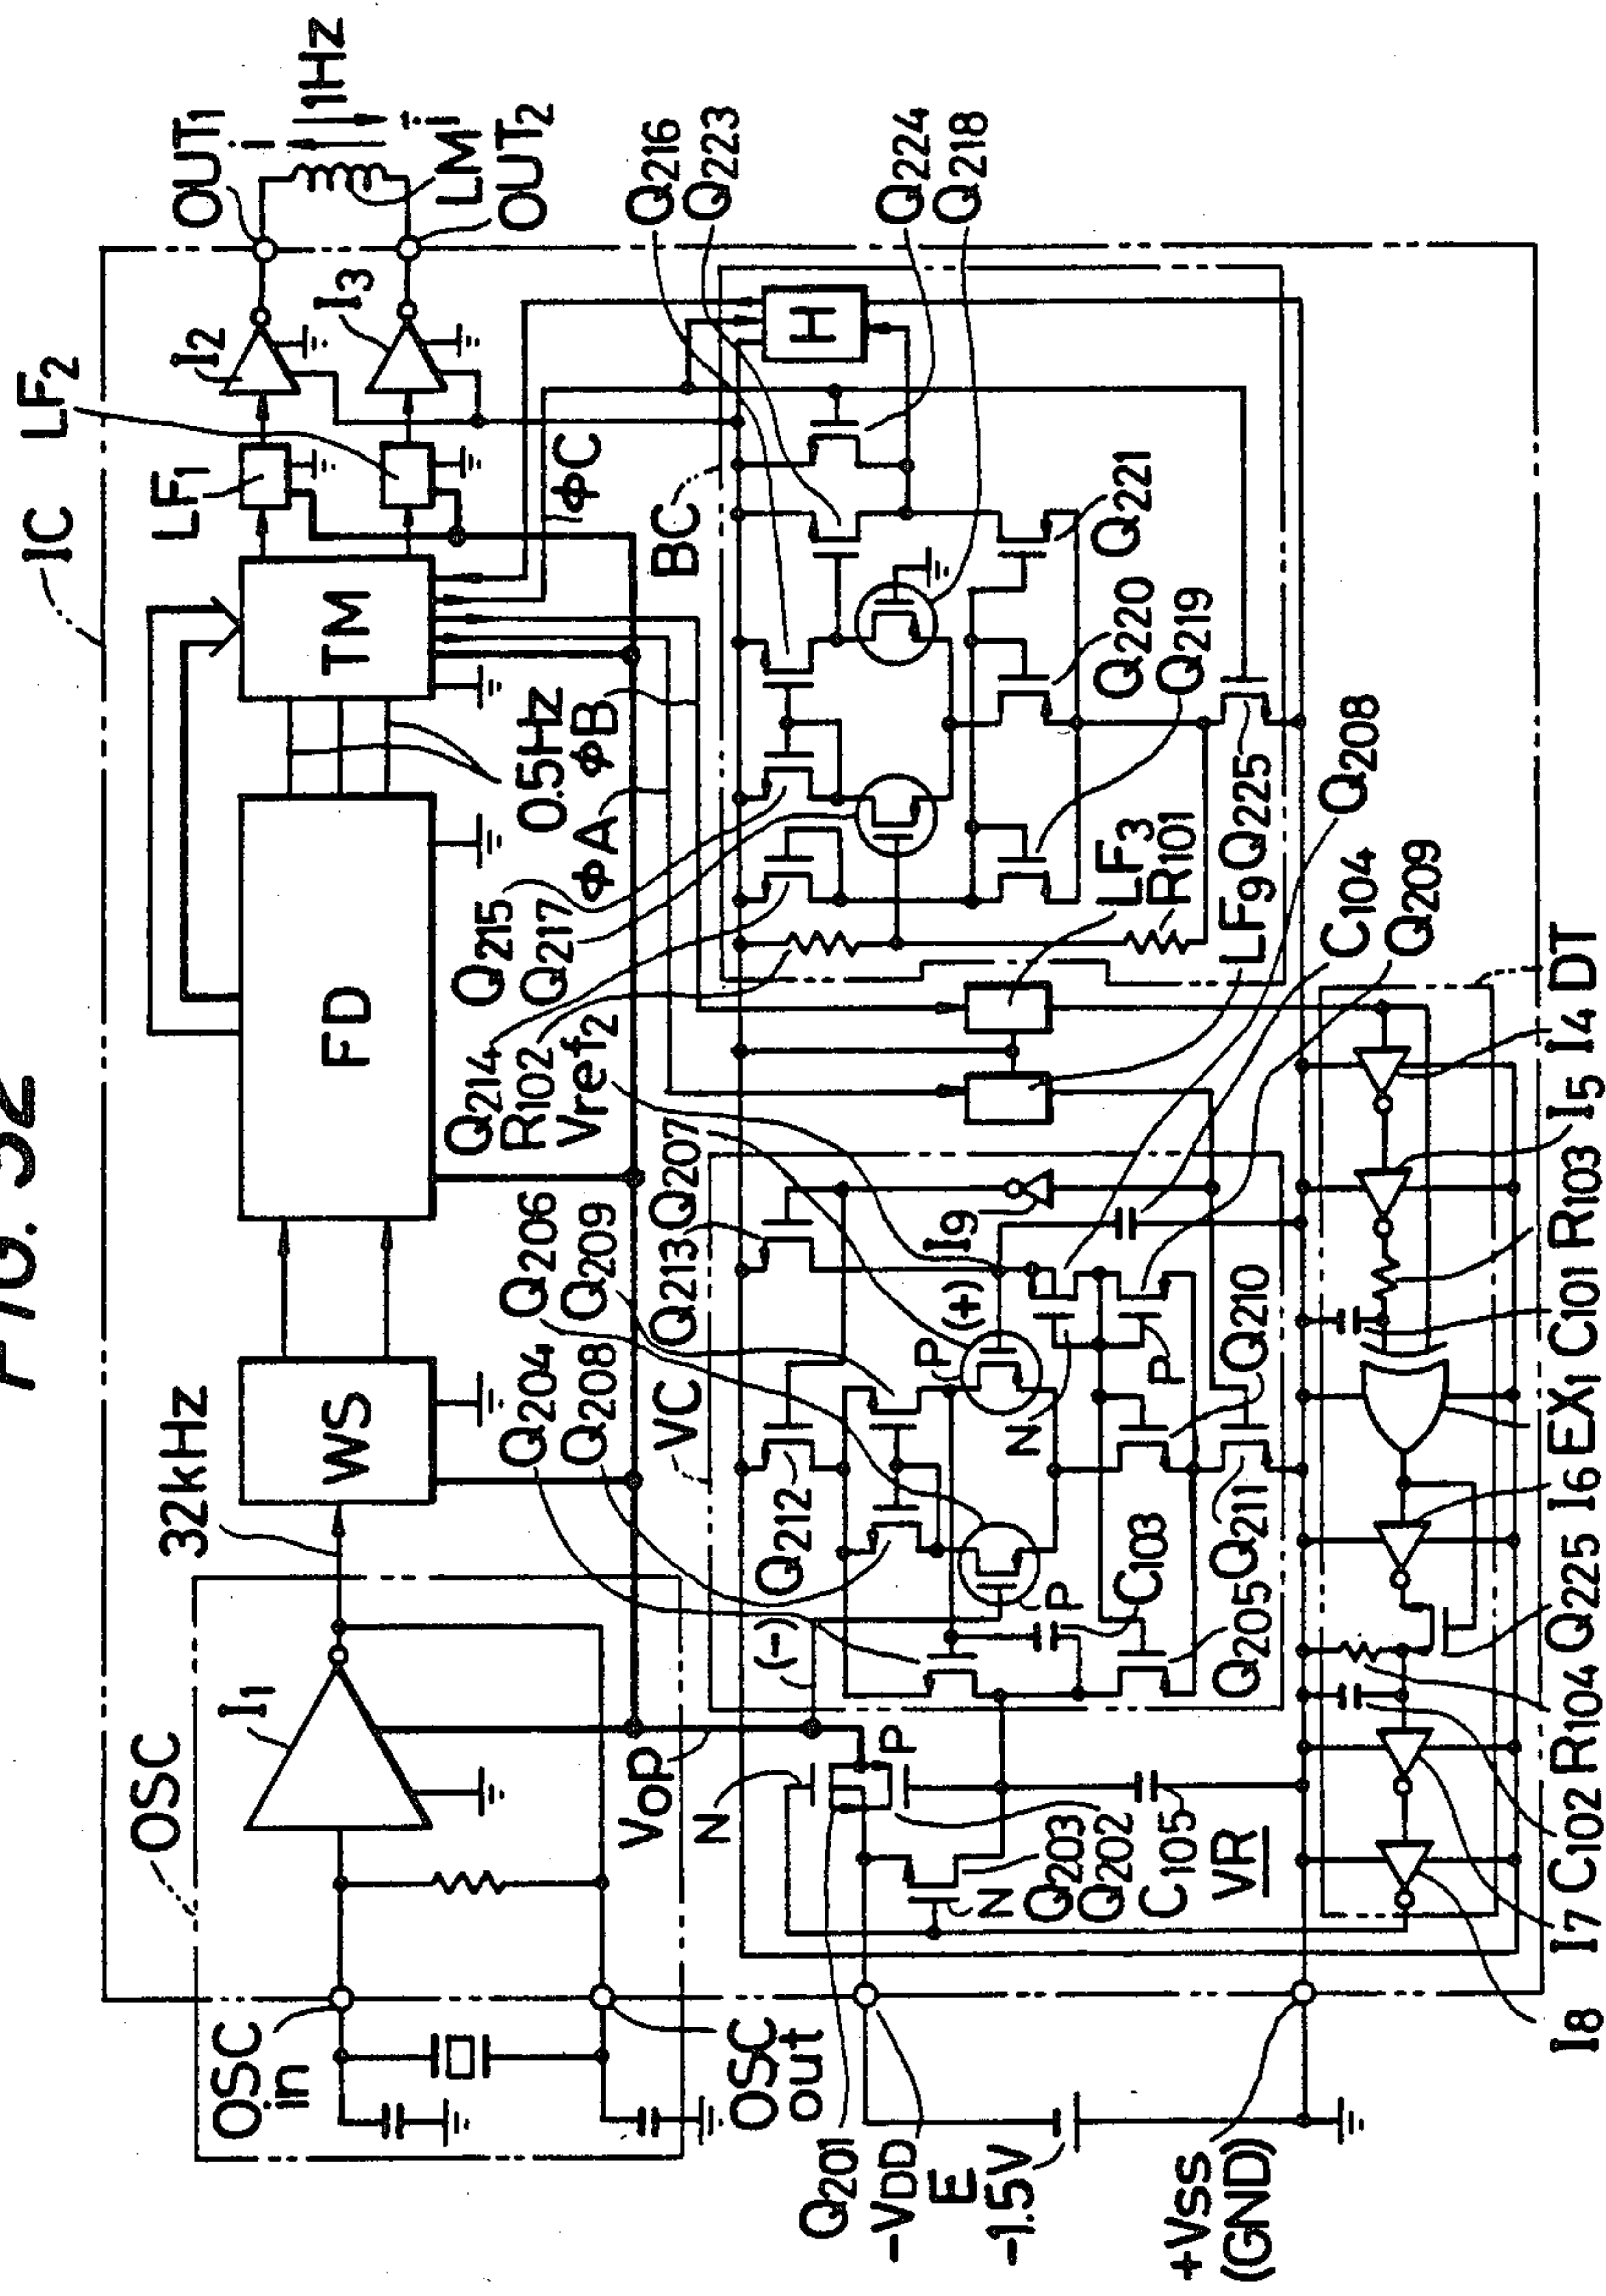 FIG. 32
IC
LF2
OUT1
i
1Hz
I2
I3
LF1
LM
i
OUT2
OSC
I1
32kHz
WS
FD
TM
0.5Hz
φA
φB
φC
OSC
in
OSC
out
Vop
VC
Q204
Q208
Q206
Q209
Q213
Q207
Q214
R102
Vref2
Q215
Q217
BC
Q216
Q223
Q224
Q218
H
Q221
Q220
Q219
LF3
R101
LF9
Q225
Q208
C104
Q209
Q212
(-)
P
(+)
P
N
P
I9
C103
Q205
Q211
Q210
N
P
N
Q203
Q202
C105
VR
Q201
-VDD
E
-1.5V
+VSS
(GND)
DT
I4
I5
R103
C101
EX1
I6
Q225
R104
C102
I7
I8